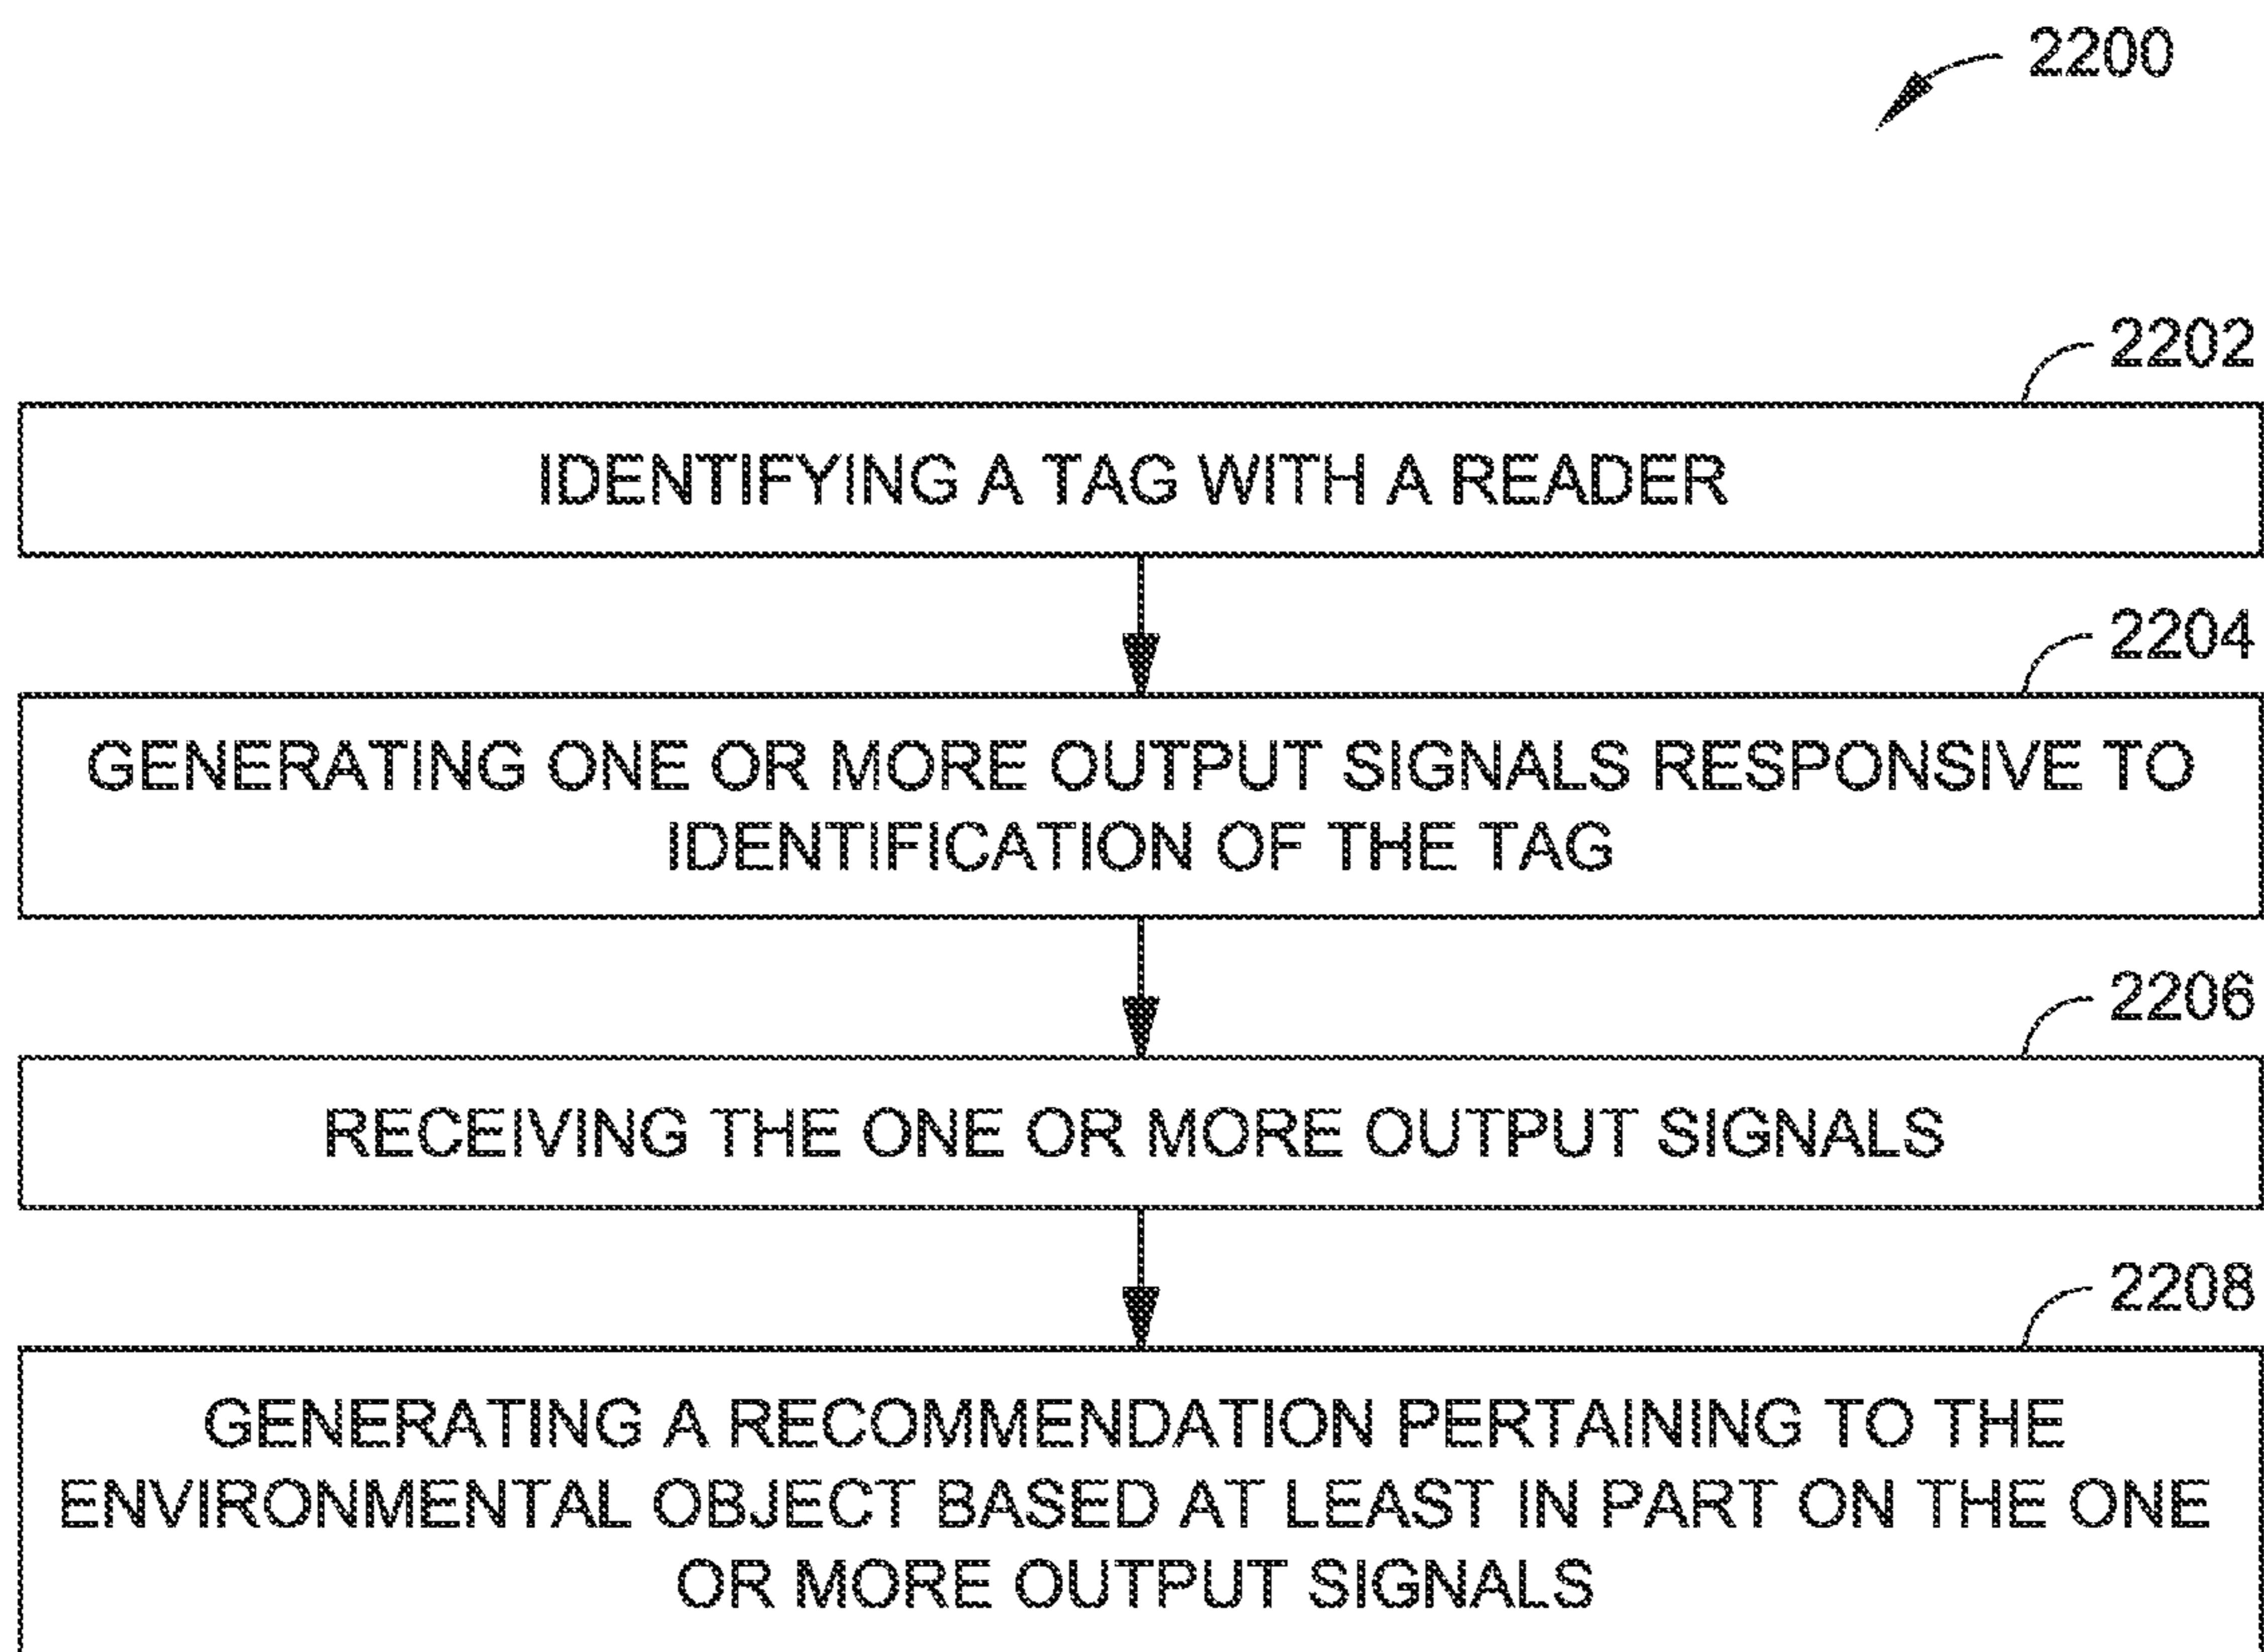 2200
2202
IDENTIFYING A TAG WITH A READER
2204
GENERATING ONE OR MORE OUTPUT SIGNALS RESPONSIVE TO
IDENTIFICATION OF THE TAG
2206
RECEIVING THE ONE OR MORE OUTPUT SIGNALS
2208
GENERATING A RECOMMENDATION PERTAINING TO THE
ENVIRONMENTAL OBJECT BASED AT LEAST IN PART ON THE ONE
OR MORE OUTPUT SIGNALS